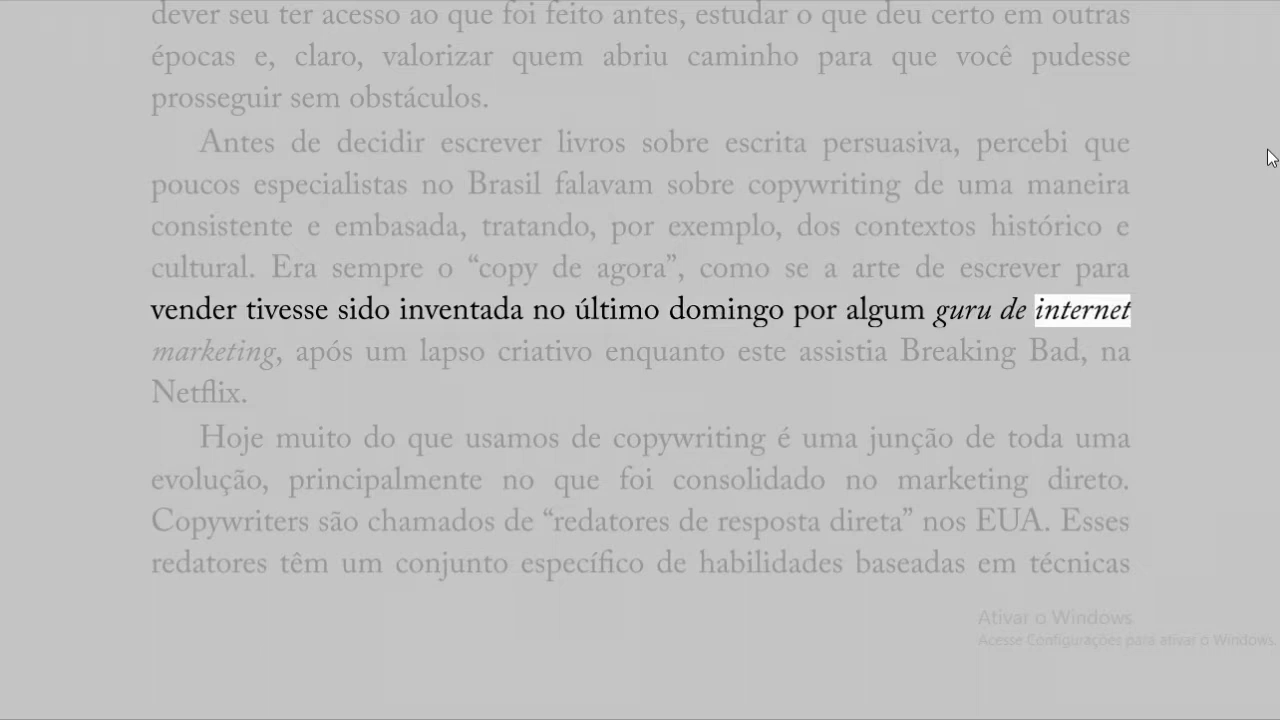 dever seu ter acesso ao que foi feito antes, estudar o que deu certo em outras
épocas e, claro, valorizar quem abriu caminho para que você pudesse
prosseguir sem obstáculos.
Antes de decidir escrever livros sobre escrita persuasiva, percebi que
poucos especialistas no Brasil falavam sobre copywriting de uma maneira
consistente e embasada, tratando, por exemplo, dos contextos histórico e
cultural. Era sempre o “copy de agora”, como se a arte de escrever para
vender tivesse sido inventada no último domingo por algum guru de internet
marketing, após um lapso criativo enquanto este assistia Breaking Bad, na
Netflix.
Hoje muito do que usamos de copywriting é uma junção de toda uma
evolução, principalmente no que foi consolidado no marketing direto.
Copywriters são chamados de “redatores de resposta direta” nos EUA. Esses
redatores têm um conjunto específico de habilidades baseadas em técnicas
Ativar o Windows
Acesse Configurações para ativar o Windows.